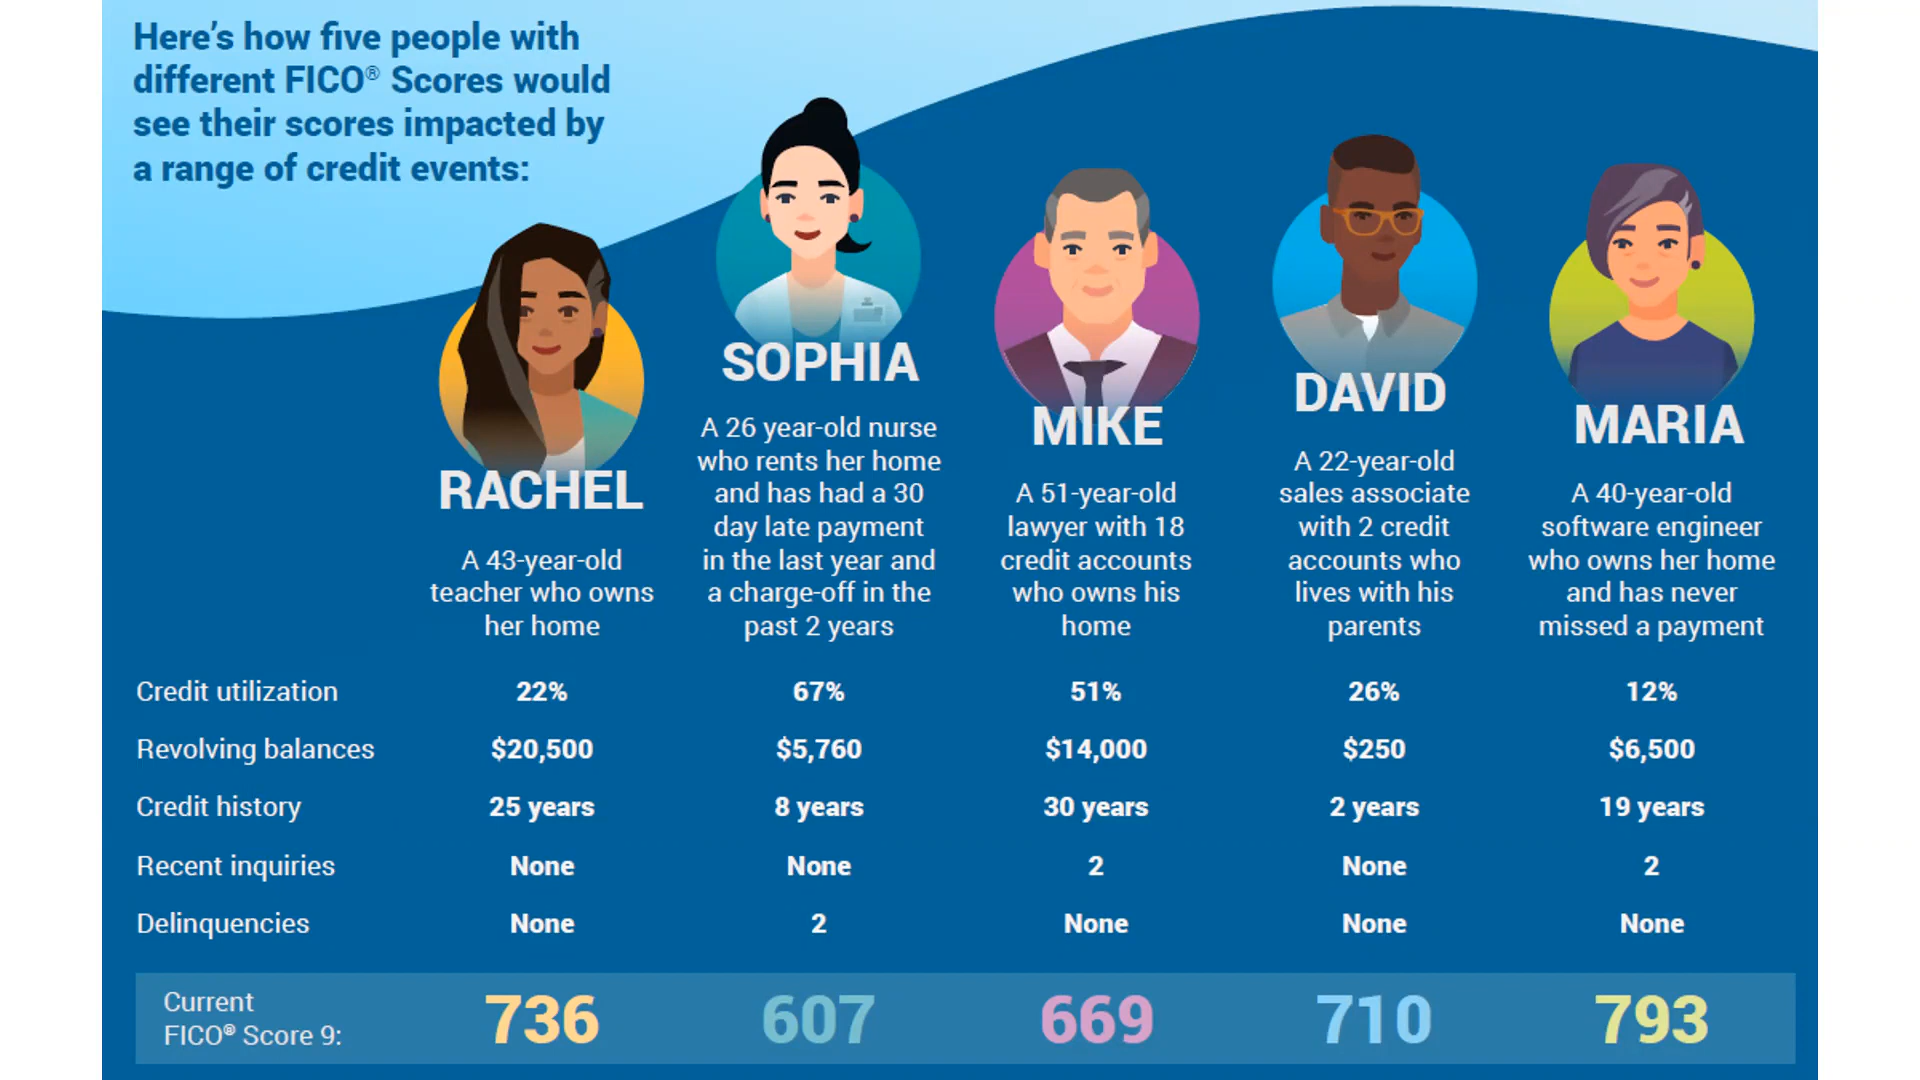 Here's how five people with
different FICO® Scores would
see their scores impacted by
a range of credit events:
RACHEL
A 43-year-old
teacher who owns
her home
SOPHIA
A 26 year-old nurse
who rents her home
and has had a 30
day late payment
in the last year and
a charge-off in the
past 2 years
MIKE
A 51-year-old
lawyer with 18
credit accounts
who owns his
home
DAVID
A 22-year-old
sales associate
with 2 credit
accounts who
lives with his
parents
MARIA
A 40-year-old
software engineer
who owns her home
and has never
missed a payment
Credit utilization 22% 67% 51% 26% 12%
Revolving balances $20,500 $5,760 $14,000 $250 $6,500
Credit history 25 years 8 years 30 years 2 years 19 years
Recent inquiries None None 2 None 2
Delinquencies None 2 None None None
Current
FICO® Score 9: 736 607 669 710 793